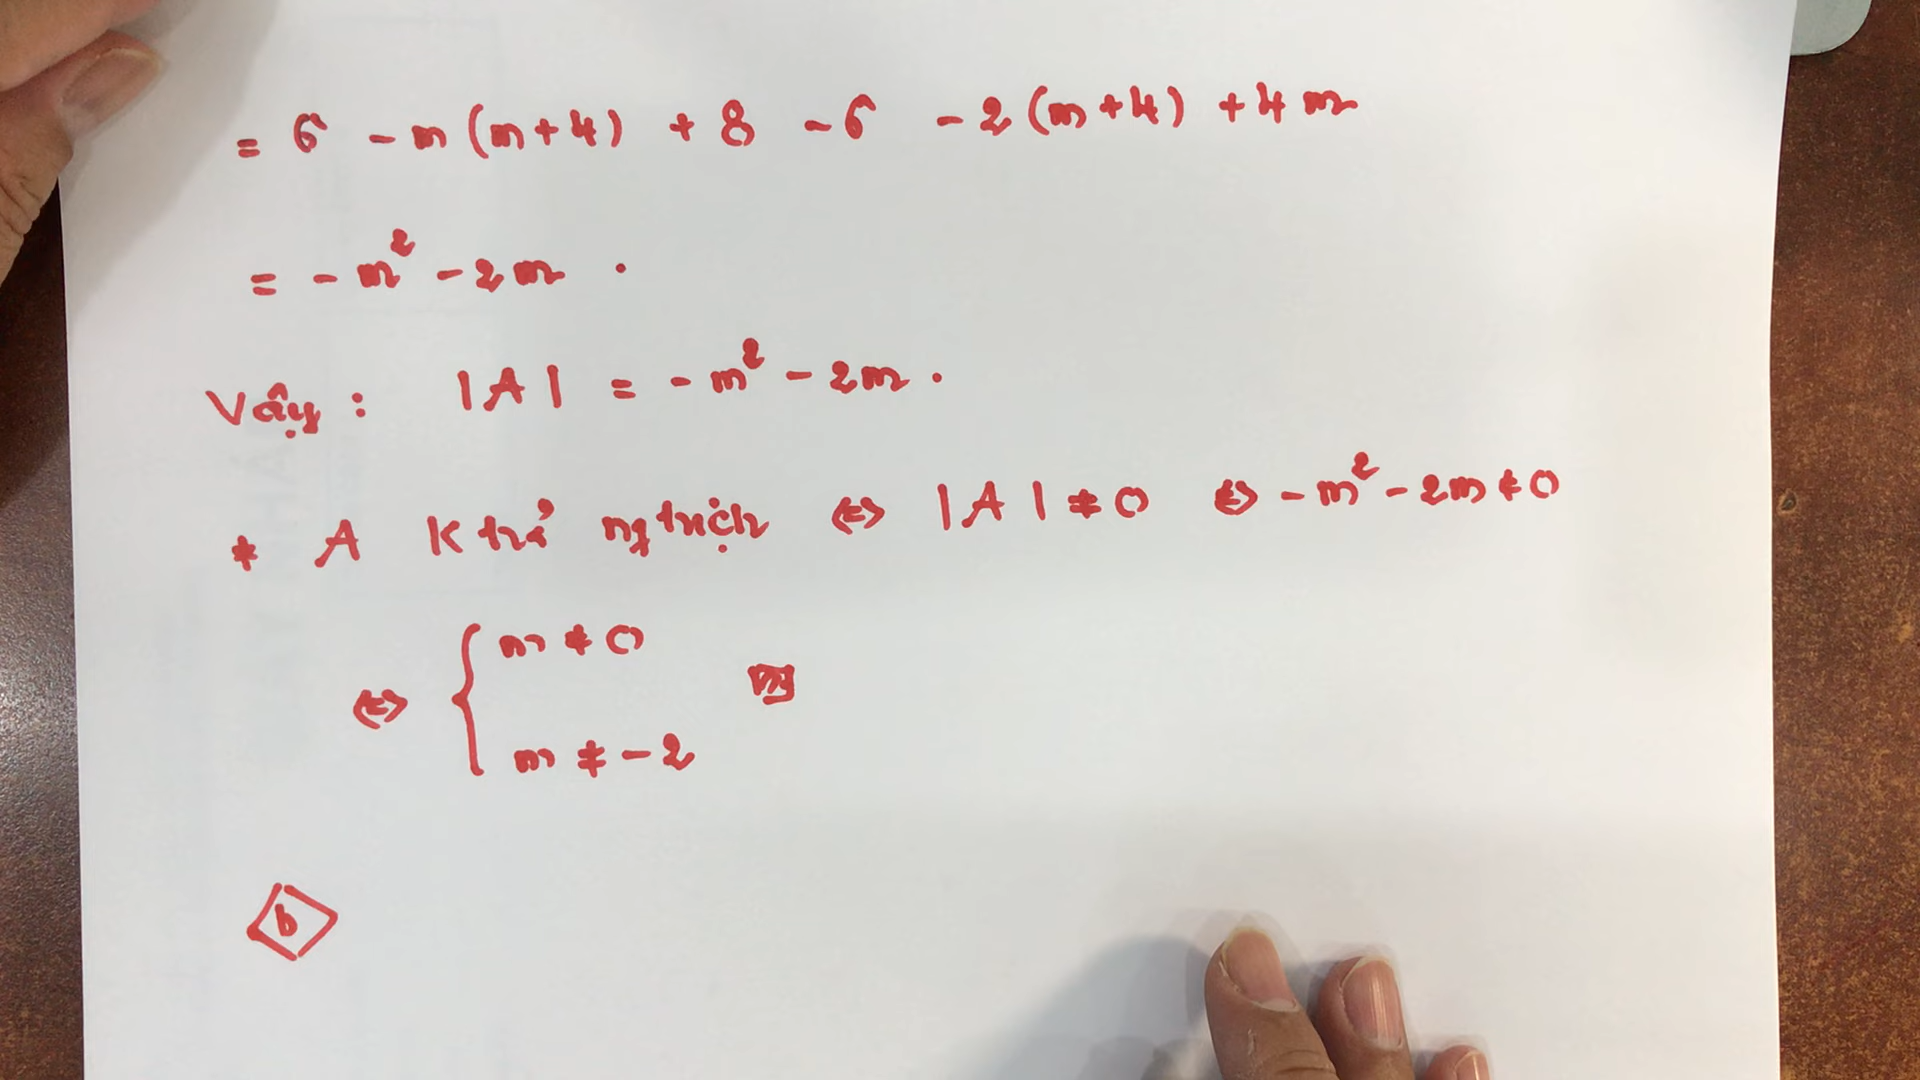 = 6 - m(m+4) + 8 - 6 - 2(m+4) + 4m
= -m² - 2m .
Vậy : |A| = -m² - 2m .
* A khả nghịch ⇔ |A| ≠ 0 ⇔ -m² - 2m ≠ 0
⇔ { m ≠ 0
m ≠ -2
b